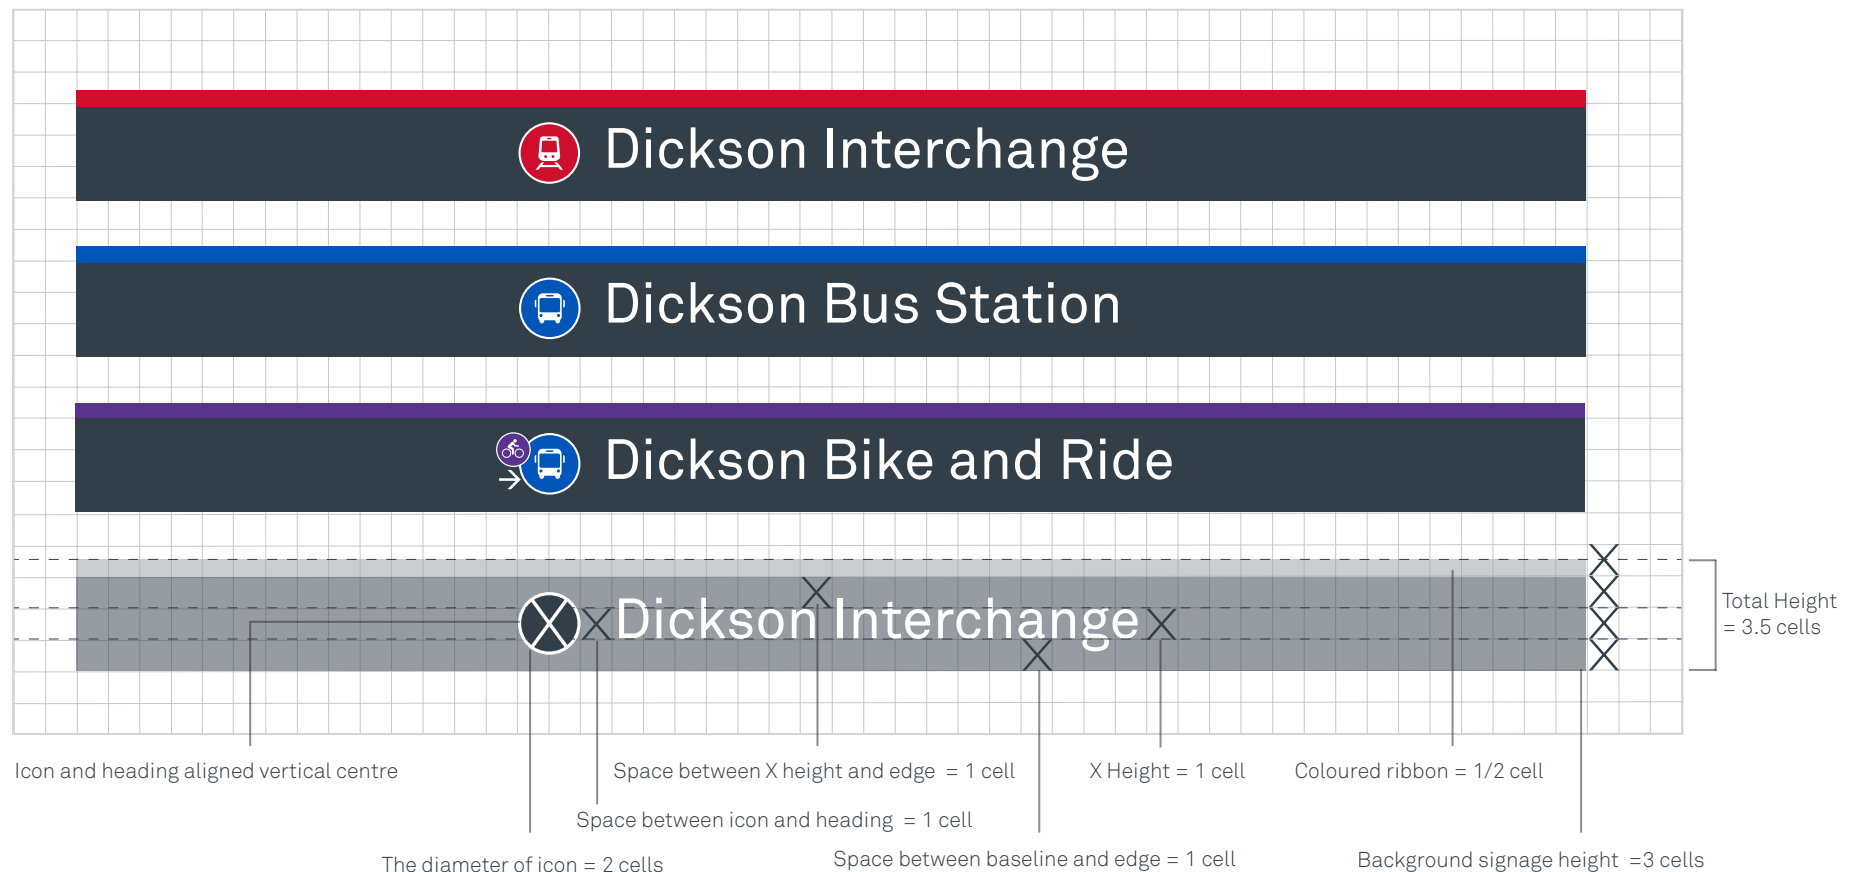 Dickson Interchange
Dickson Bus Station
Dickson Bike and Ride
Dickson Interchange
Total Height
= 3.5 cells
Icon and heading aligned vertical centre
Space between X height and edge = 1 cell
X Height = 1 cell
Coloured ribbon = 1/2 cell
Space between icon and heading = 1 cell
The diameter of icon = 2 cells
Space between baseline and edge = 1 cell
Background signage height =3 cells